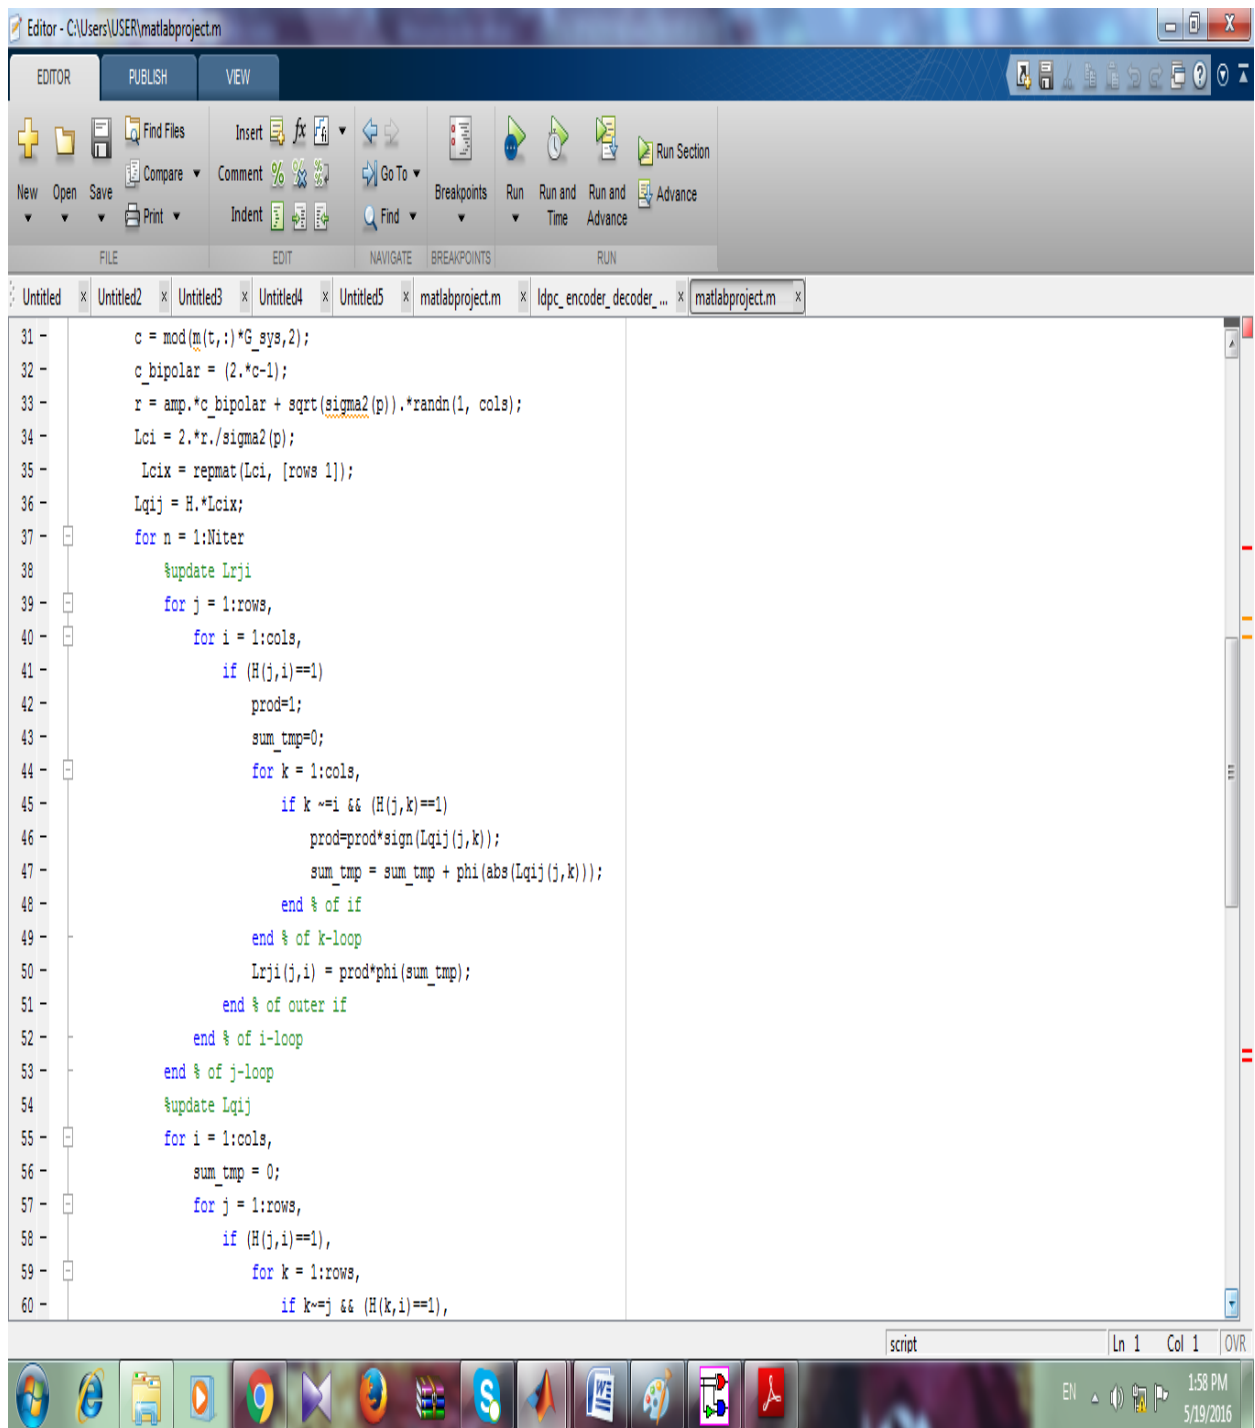 Editor - C:\Users\USER\matlabproject.m
EDITOR PUBLISH VIEW
New Open Save Find Files Compare Print
Insert fx Comment Indent
Go To Find
Breakpoints
Run Run and Time Run and Advance Run Section Advance
FILE EDIT NAVIGATE BREAKPOINTS RUN
Untitled × Untitled2 × Untitled3 × Untitled4 × Untitled5 × matlabproject.m × ldpc_encoder_decoder_... × matlabproject.m ×
31 - c = mod(m(t,:)*G_sys,2);
32 - c_bipolar = (2.*c-1);
33 - r = amp.*c_bipolar + sqrt(sigma2(p)).*randn(1, cols);
34 - Lci = 2.*r./sigma2(p);
35 - Lcix = repmat(Lci, [rows 1]);
36 - Lqij = H.*Lcix;
37 - for n = 1:Niter
38 %update Lrji
39 - for j = 1:rows,
40 - for i = 1:cols,
41 - if (H(j,i)==1)
42 - prod=1;
43 - sum_tmp=0;
44 - for k = 1:cols,
45 - if k ~=i && (H(j,k)==1)
46 - prod=prod*sign(Lqij(j,k));
47 - sum_tmp = sum_tmp + phi(abs(Lqij(j,k)));
48 - end % of if
49 - end % of k-loop
50 - Lrji(j,i) = prod*phi(sum_tmp);
51 - end % of outer if
52 - end % of i-loop
53 - end % of j-loop
54 %update Lqij
55 - for i = 1:cols,
56 - sum_tmp = 0;
57 - for j = 1:rows,
58 - if (H(j,i)==1),
59 - for k = 1:rows,
60 - if k~=j && (H(k,i)==1),
script Ln 1 Col 1 OVR
EN 1:58 PM
5/19/2016